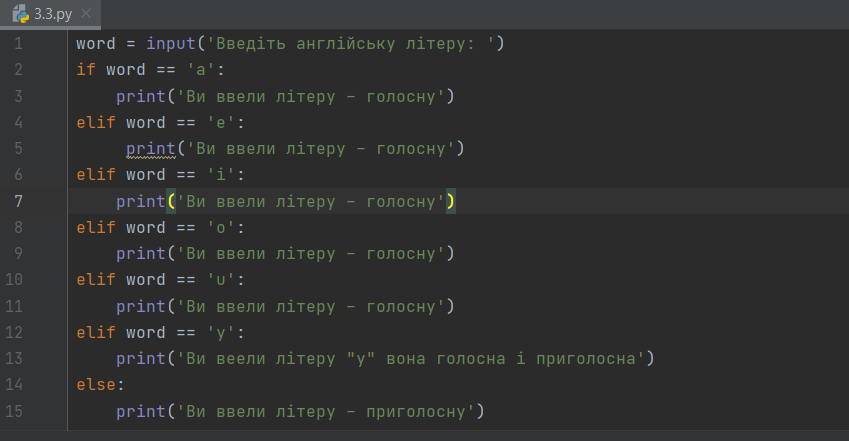 3.3.py
1 word = input('Введіть англійську літеру: ')
2 if word == 'a':
3     print('Ви ввели літеру - голосну')
4 elif word == 'e':
5      print('Ви ввели літеру - голосну')
6 elif word == 'i':
7     print('Ви ввели літеру - голосну')
8 elif word == 'o':
9     print('Ви ввели літеру - голосну')
10 elif word == 'u':
11     print('Ви ввели літеру - голосну')
12 elif word == 'y':
13     print('Ви веели літеру "y" вона голосна і приголосна')
14 else:
15     print('Ви ввели літеру - приголосну')